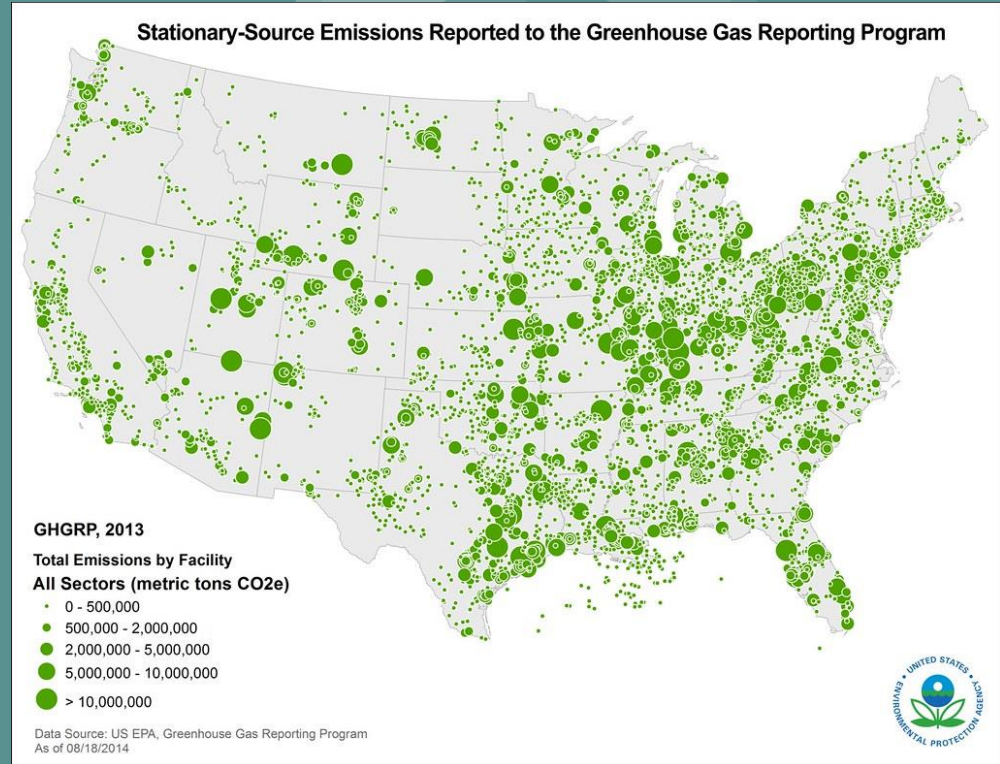 Stationary-Source Emissions Reported to the Greenhouse Gas Reporting Program
GHGRP, 2013
Total Emissions by Facility
All Sectors (metric tons CO2e)
0 - 500,000
500,000 - 2,000,000
2,000,000 - 5,000,000
5,000,000 - 10,000,000
> 10,000,000
Data Source: US EPA, Greenhouse Gas Reporting Program
As of 08/18/2014
UNITED STATES
ENVIRONMENTAL PROTECTION AGENCY